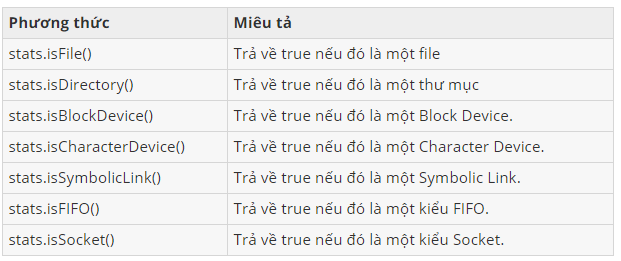 Phương thức Miêu tả
stats.isFile() Trả về true nếu đó là một file
stats.isDirectory() Trả về true nếu đó là một thư mục
stats.isBlockDevice() Trả về true nếu đó là một Block Device.
stats.isCharacterDevice() Trả về true nếu đó là một Character Device.
stats.isSymbolicLink() Trả về true nếu đó là một Symbolic Link.
stats.isFIFO() Trả về true nếu đó là một kiểu FIFO.
stats.isSocket() Trả về true nếu đó là một kiểu Socket.